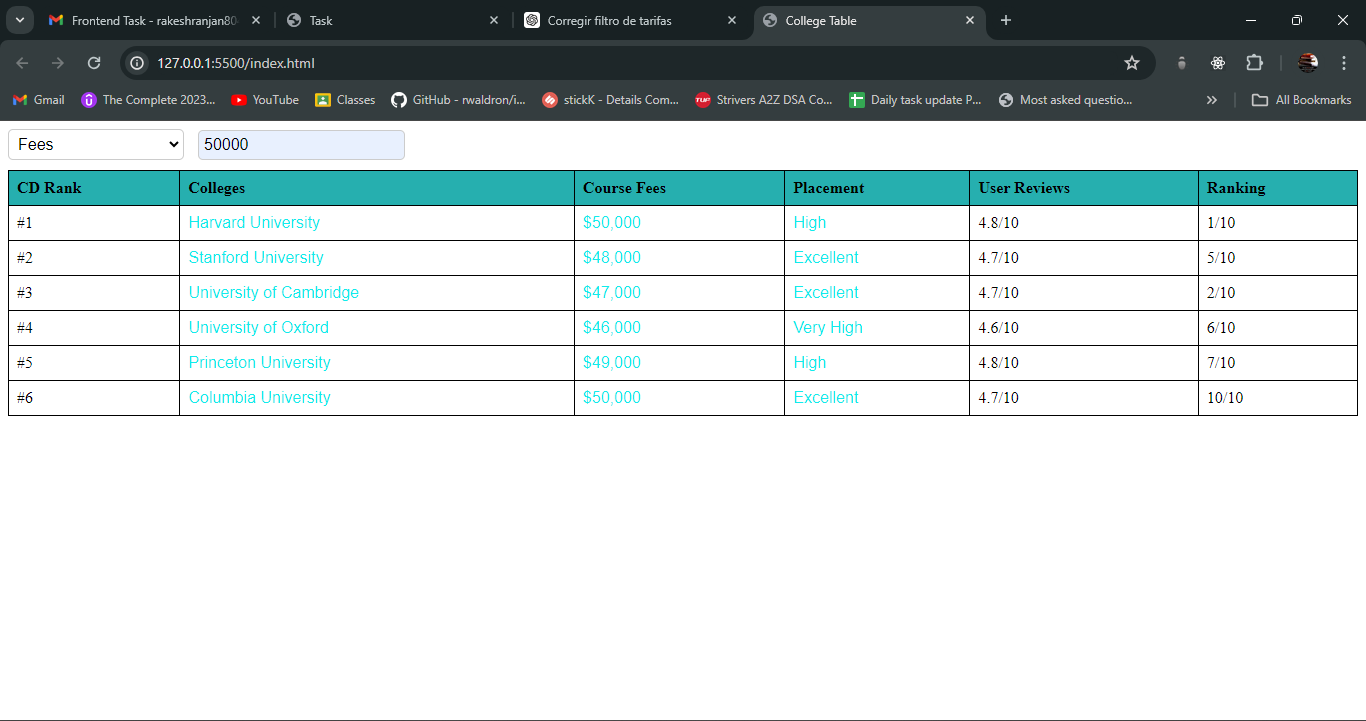 Frontend Task - rakeshranjan80
Task
Corregir filtro de tarifas
College Table
127.0.0.1:5500/index.html
Gmail
The Complete 2023...
YouTube
Classes
GitHub - rwaldron/i...
stickK - Details Com...
TUF
Strivers A2Z DSA Co...
Daily task update P...
Most asked questio...
»
All Bookmarks
Fees 50000
CD Rank Colleges Course Fees Placement User Reviews Ranking
#1 Harvard University $50,000 High 4.8/10 1/10
#2 Stanford University $48,000 Excellent 4.7/10 5/10
#3 University of Cambridge $47,000 Excellent 4.7/10 2/10
#4 University of Oxford $46,000 Very High 4.6/10 6/10
#5 Princeton University $49,000 High 4.8/10 7/10
#6 Columbia University $50,000 Excellent 4.7/10 10/10